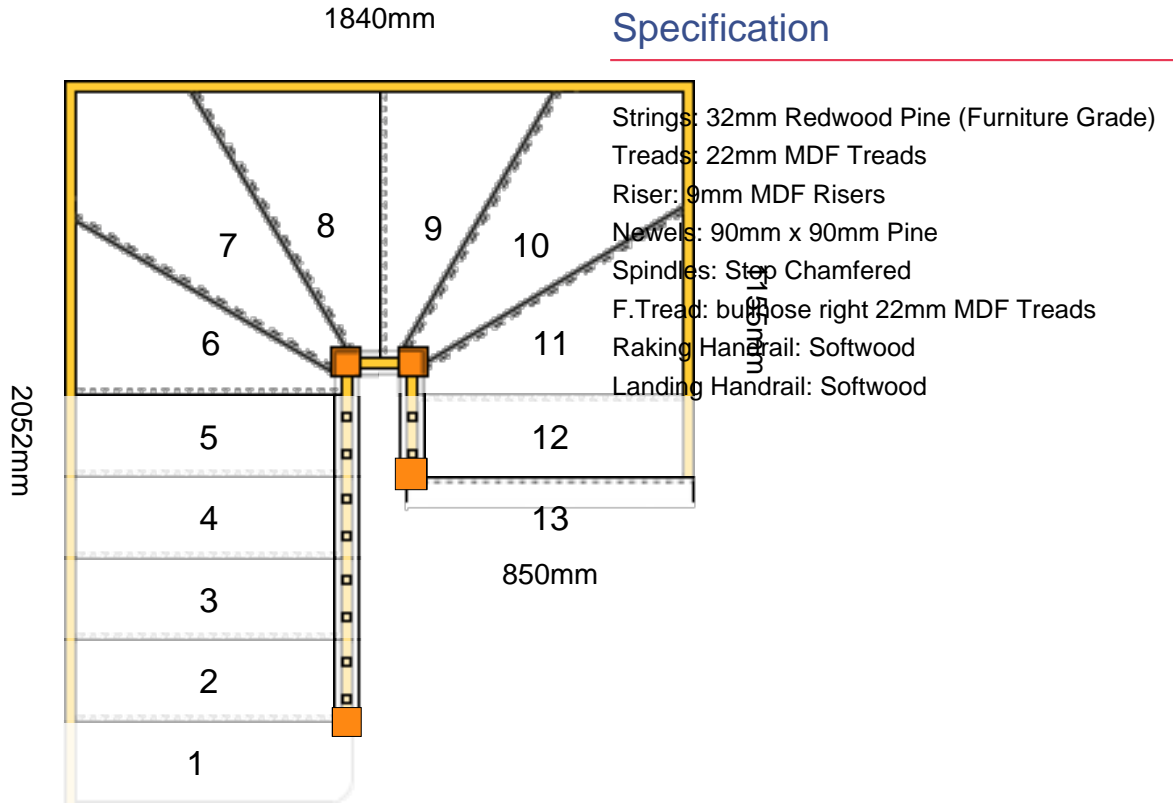 1840mm
Specification
Strings: 32mm Redwood Pine (Furniture Grade)
Treads: 22mm MDF Treads
Riser: 9mm MDF Risers
Newels: 90mm x 90mm Pine
Spindles: Stop Chamfered
F.Tread: bullnose right 22mm MDF Treads
Raking Handrail: Softwood
Landing Handrail: Softwood
8
9
7
10
6
11
1155mm
2052mm
5
12
4
13
850mm
3
2
1